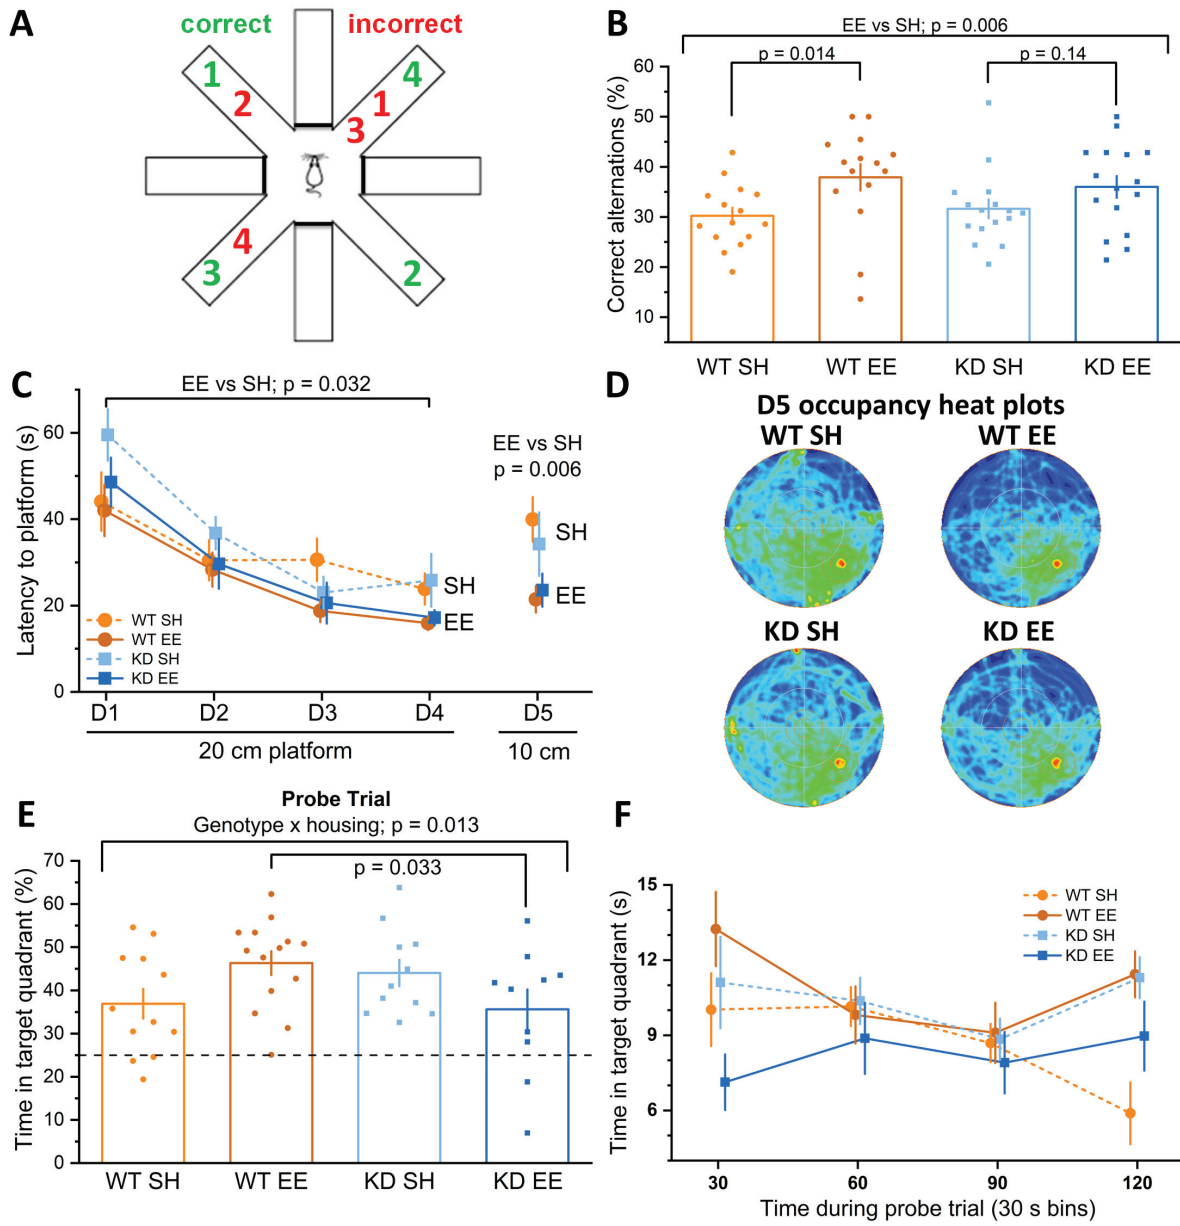 A
correct
incorrect
1
2
4
1
3
4
3
2
B
EE vs SH; p = 0.006
p = 0.014
p = 0.14
Correct alternations (%)
60
50
40
30
20
10
WT SH
WT EE
KD SH
KD EE
C
EE vs SH; p = 0.032
EE vs SH
p = 0.006
Latency to platform (s)
60
40
20
0
SH
EE
SH
EE
WT SH
WT EE
KD SH
KD EE
D1
D2
D3
D4
D5
20 cm platform
10 cm
D
D5 occupancy heat plots
WT SH
WT EE
KD SH
KD EE
E
Probe Trial
Genotype x housing; p = 0.013
p = 0.033
Time in target quadrant (%)
70
60
50
40
30
20
10
0
WT SH
WT EE
KD SH
KD EE
F
Time in target quadrant (s)
15
12
9
6
WT SH
WT EE
KD SH
KD EE
30
60
90
120
Time during probe trial (30 s bins)